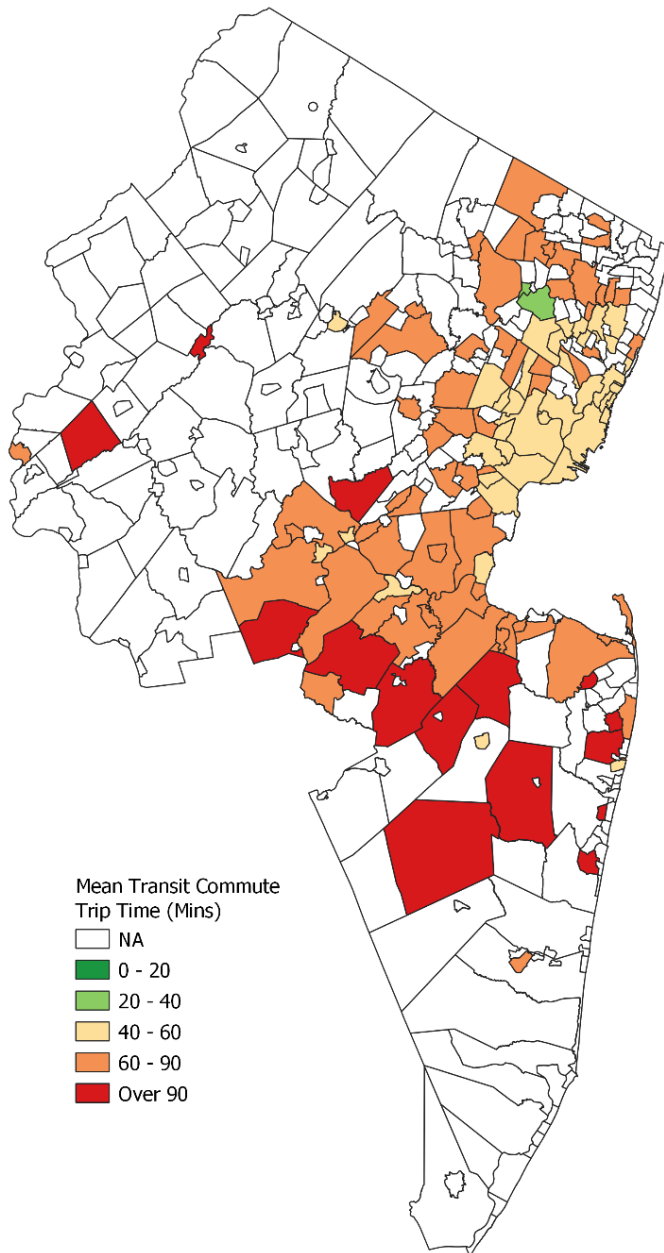 Mean Transit Commute
Trip Time (Mins)
NA
0 - 20
20 - 40
40 - 60
60 - 90
Over 90